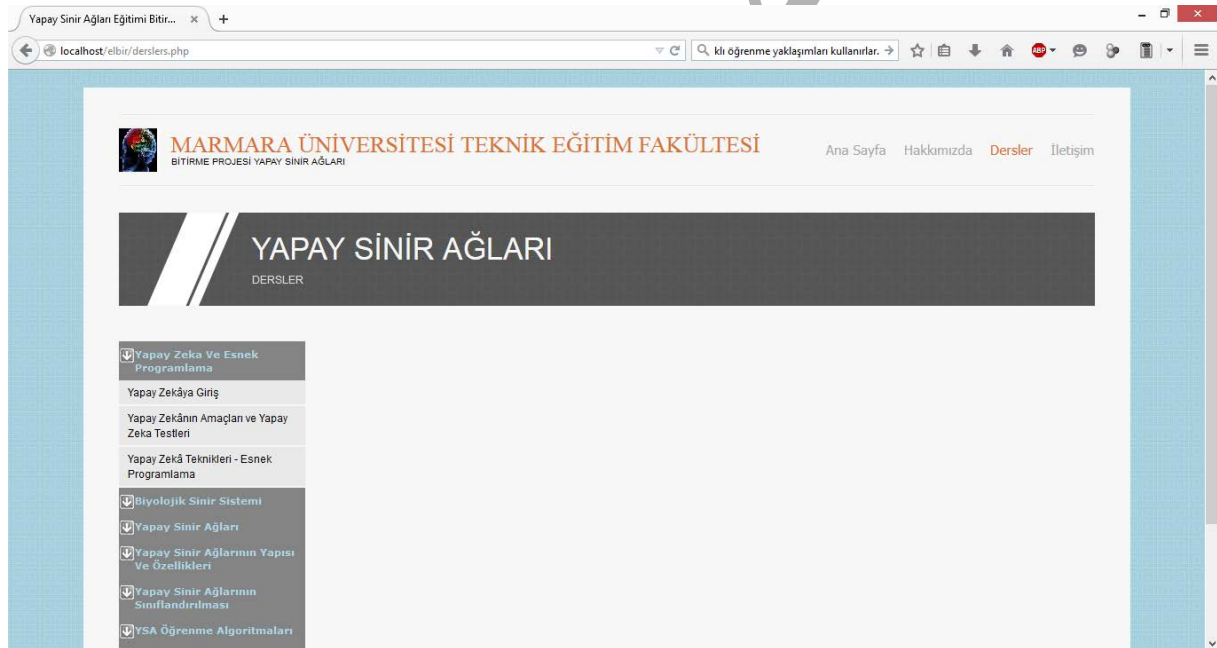 Yapay Sinir Ağları Eğitimi Bitir...
localhost/elbir/derslers.php
klı öğrenme yaklaşımları kullanırlar.
ABP
MARMARA ÜNİVERSİTESİ TEKNİK EĞİTİM FAKÜLTESİ
BİTİRME PROJESİ YAPAY SİNİR AĞLARI
Ana Sayfa Hakkımızda Dersler İletişim
YAPAY SİNİR AĞLARI
DERSLER
Yapay Zeka Ve Esnek
Programlama
Yapay Zekâya Giriş
Yapay Zekânın Amaçları ve Yapay
Zeka Testleri
Yapay Zekâ Teknikleri - Esnek
Programlama
Biyolojik Sinir Sistemi
Yapay Sinir Ağları
Yapay Sinir Ağlarının Yapısı
Ve Özellikleri
Yapay Sinir Ağlarının
Sınıflandırılması
YSA Öğrenme Algoritmaları